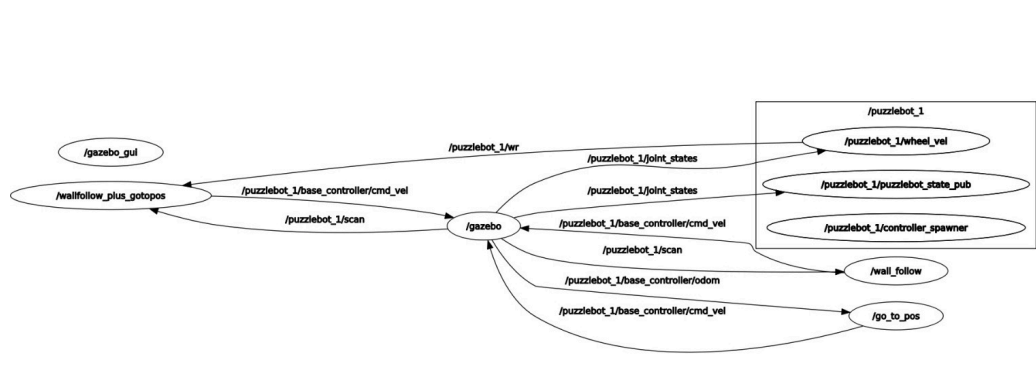 /puzzlebot_1
/gazebo_gui
/puzzlebot_1/wr
/puzzlebot_1/wheel_vel
/puzzlebot_1/joint_states
/wallfollow_plus_gotopos
/puzzlebot_1/base_controller/cmd_vel
/puzzlebot_1/joint_states
/puzzlebot_1/puzzlebot_state_pub
/puzzlebot_1/scan
/gazebo
/puzzlebot_1/base_controller/cmd_vel
/puzzlebot_1/controller_spawner
/puzzlebot_1/scan
/wall_follow
/puzzlebot_1/base_controller/odom
/puzzlebot_1/base_controller/cmd_vel
/go_to_pos